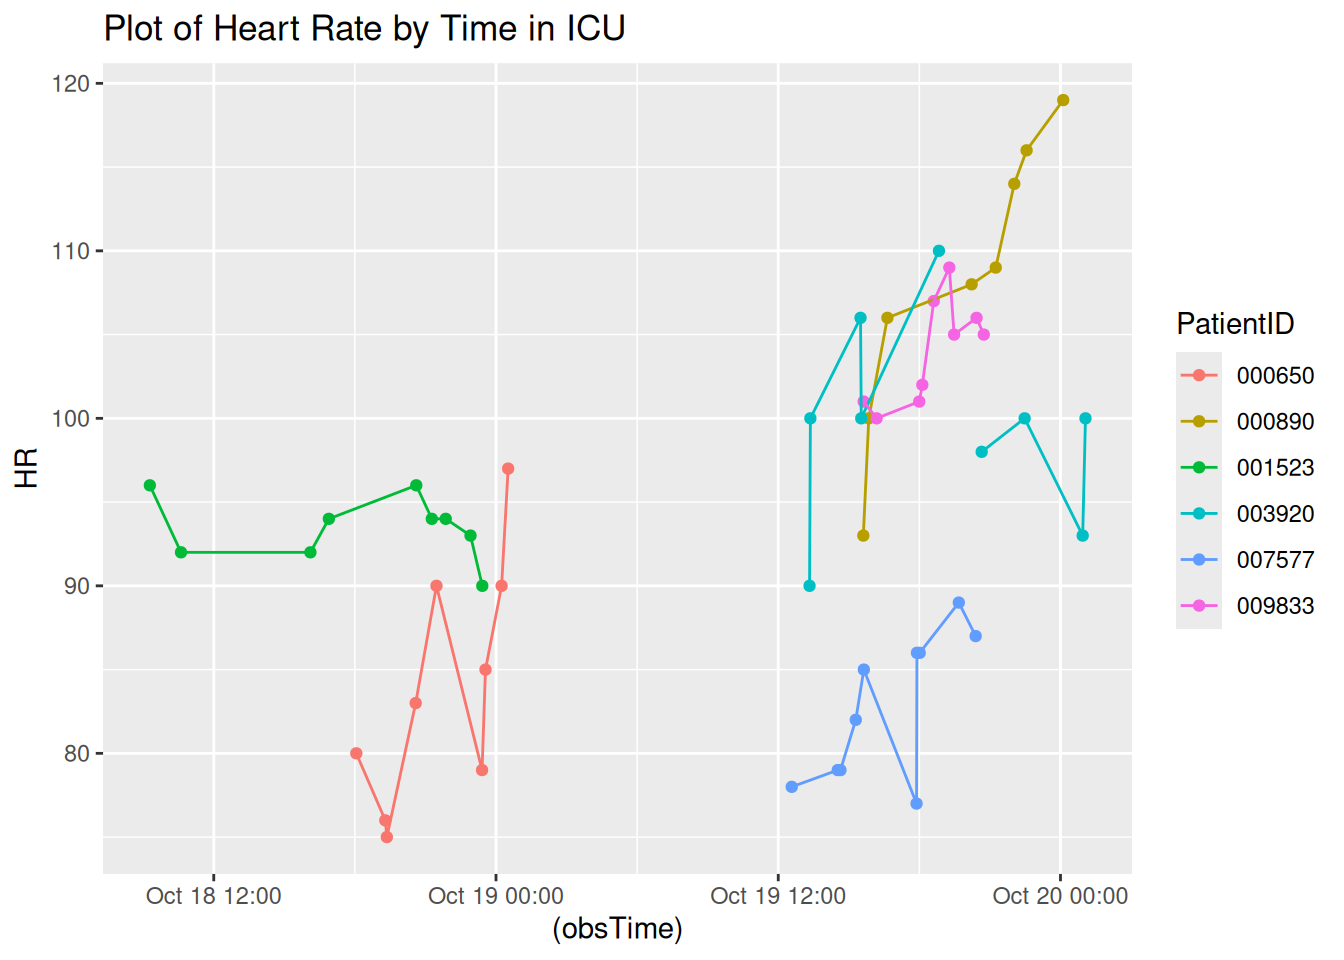 Plot of Heart Rate by Time in ICU
120
110
100
90
80
HR
Oct 18 12:00
Oct 19 00:00
Oct 19 12:00
Oct 20 00:00
(obsTime)
PatientID
000650
000890
001523
003920
007577
009833